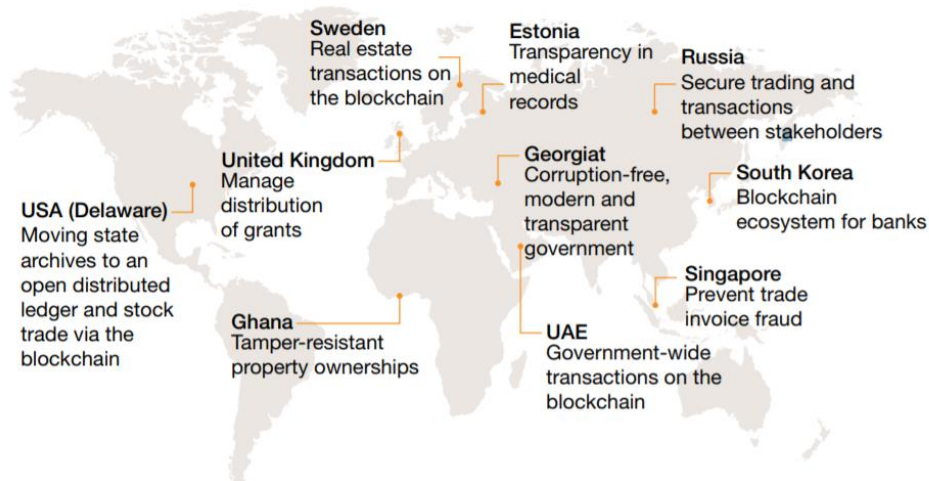 Sweden
Real estate
transactions on
the blockchain
Estonia
Transparency in
medical
records
Russia
Secure trading and
transactions
between stakeholders
United Kingdom
Manage
distribution
of grants
Georgiat
Corruption-free,
modern and
transparent
government
South Korea
Blockchain
ecosystem for banks
USA (Delaware)
Moving state
archives to an
open distributed
ledger and stock
trade via the
blockchain
Singapore
Prevent trade
invoice fraud
Ghana
Tamper-resistant
property ownerships
UAE
Government-wide
transactions on the
blockchain